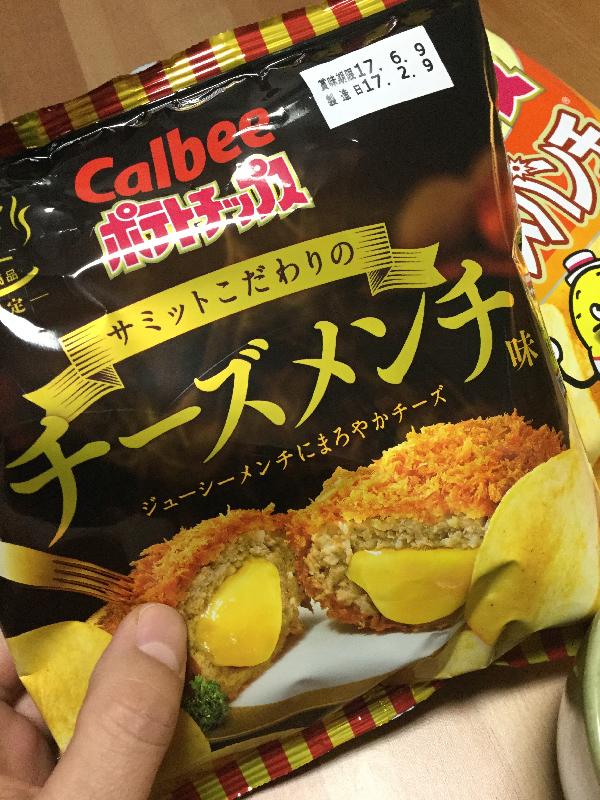 賞味期限17. 6. 9
製造日17. 2. 9
Calbee
ポテトチップス
サミットこだわりの
チーズメンチ味
ジューシーメンチにまろやかチーズ